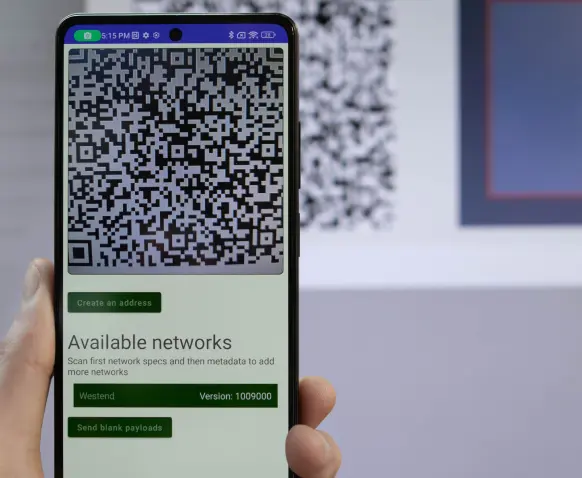 5:15 PM
Create an address
Available networks
Scan first network specs and then metadata to add
more networks
Westend Version: 1009000
Send blank payloads